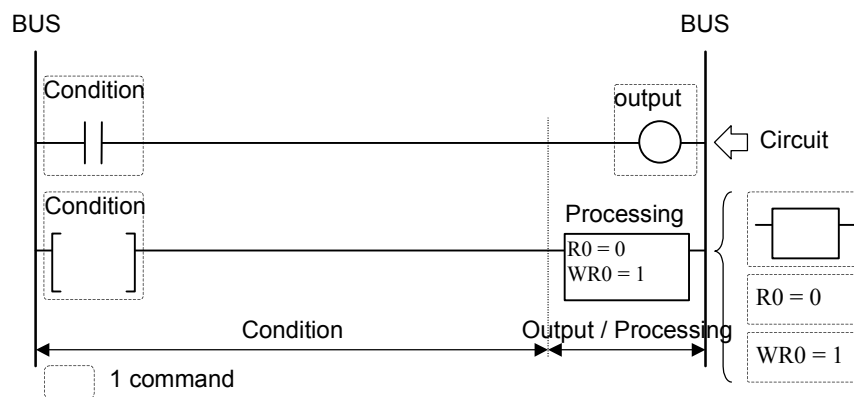 BUS BUS
Condition
output
Circuit
Condition
Processing
R0 = 0
WR0 = 1
R0 = 0
WR0 = 1
Condition
Output / Processing
1 command